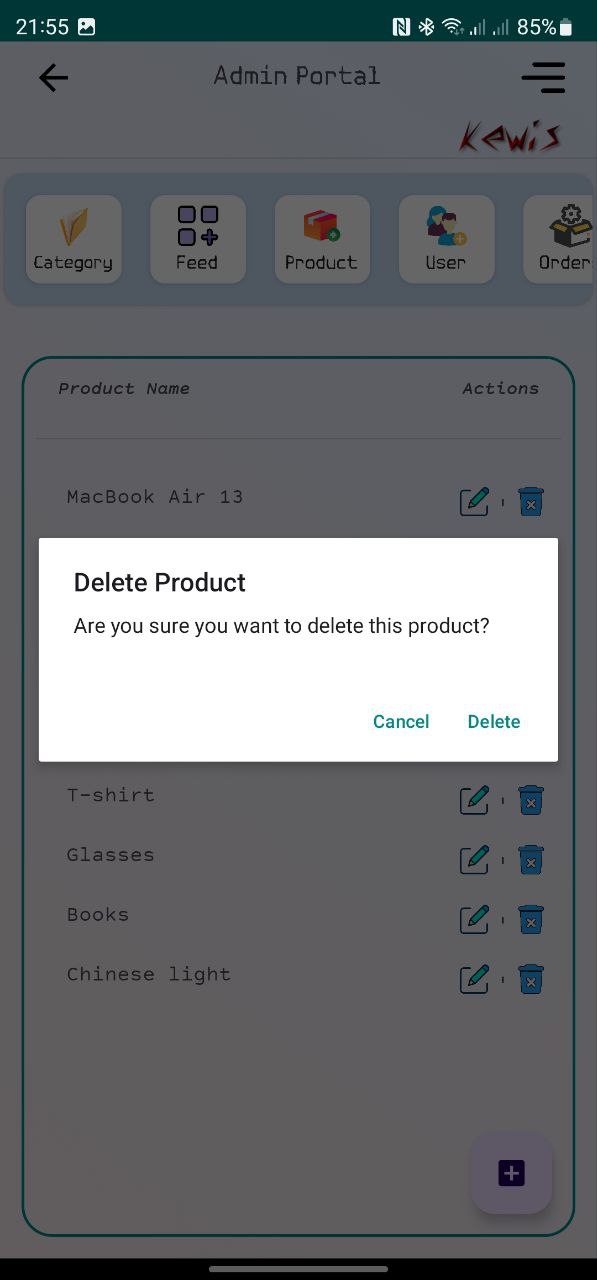 21:55 85%
Admin Portal
Kewis
Category Feed Product User Order
Product Name Actions
MacBook Air 13
Delete Product
Are you sure you want to delete this product?
Cancel Delete
T-shirt
Glasses
Books
Chinese light